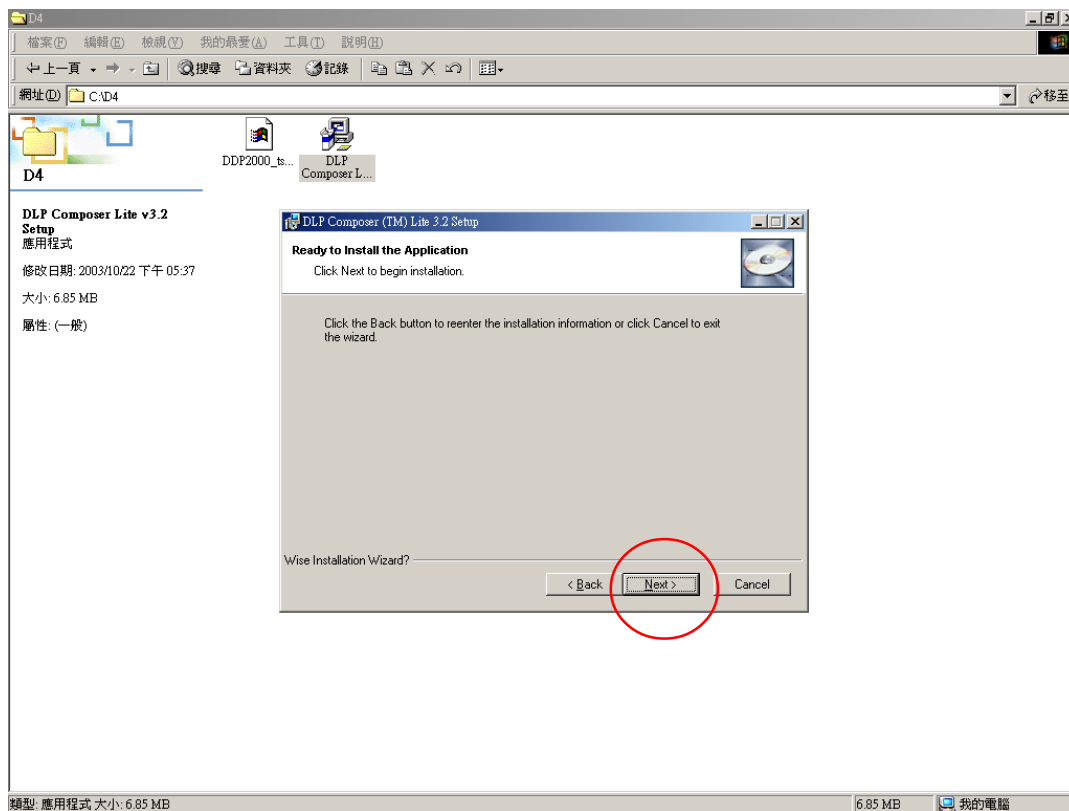 D4
檔案(F) 編輯(E) 檢視(V) 我的最愛(A) 工具(T) 說明(H)
上一頁 搜尋 資料夾 記錄
網址(D) C:\D4 移至
D4
DDP2000_ts...
DLP Composer L...
DLP Composer Lite v3.2
Setup
應用程式
修改日期: 2003/10/22 下午 05:37
大小: 6.85 MB
屬性: (一般)
DLP Composer (TM) Lite 3.2 Setup
Ready to Install the Application
Click Next to begin installation.
Click the Back button to reenter the installation information or click Cancel to exit
the wizard.
Wise Installation Wizard?
< Back Next > Cancel
類型: 應用程式 大小: 6.85 MB 6.85 MB 我的電腦